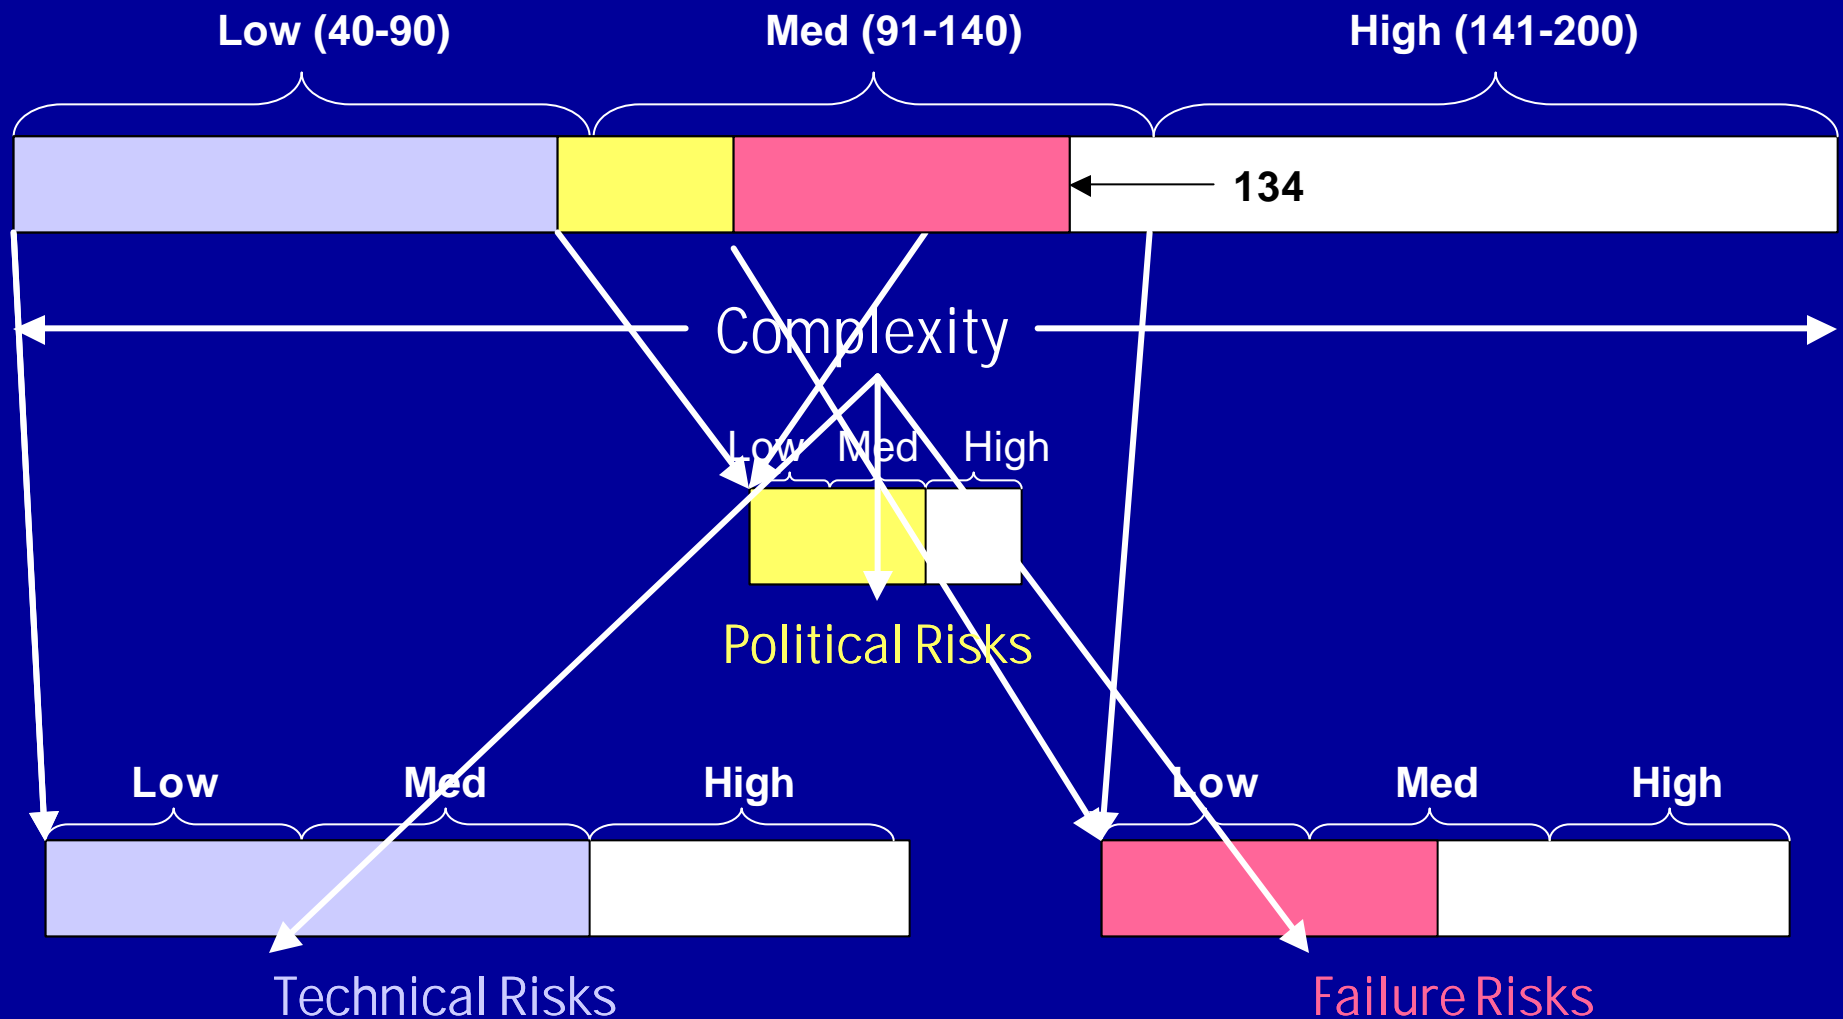 Low (40-90) Med (91-140) High (141-200)
134
Complexity
Low Med High
Political Risks
Low Med High Low Med High
Technical Risks Failure Risks